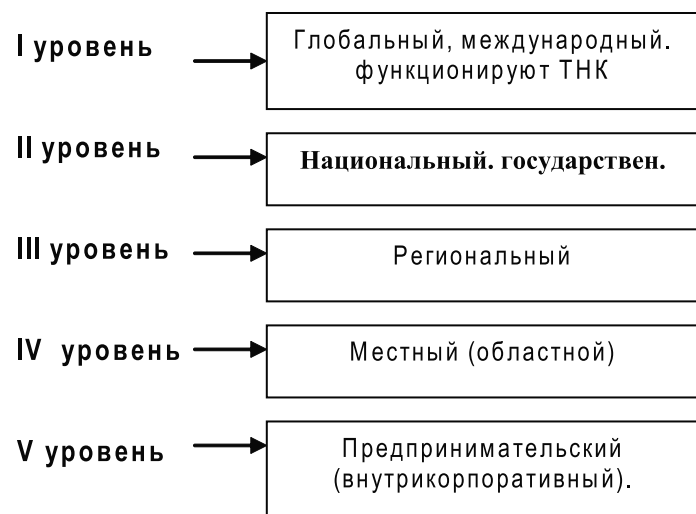 I уровень
Глобальный, международный.
функционируют ТНК
II уровень
Национальный. государствен.
III уровень
Региональный
IV уровень
Местный (областной)
V уровень
Предпринимательский
(внутрикорпоративный).